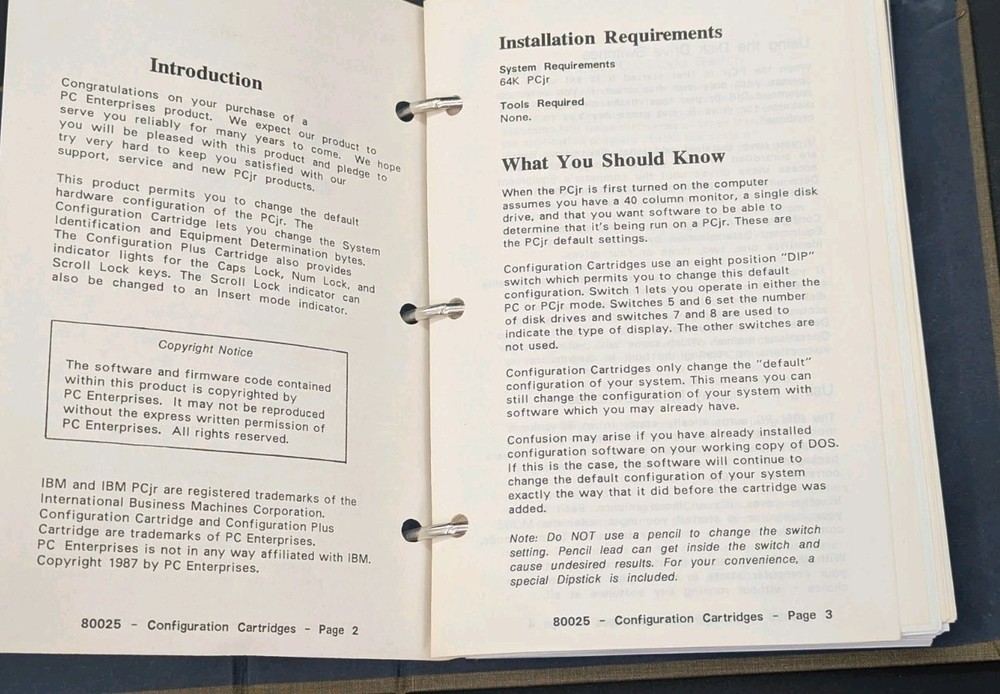 Introduction
Congratulations on your purchase of a
PC Enterprises product. We expect our product to
serve you reliably for many years to come. We hope
you will be pleased with this product and pledge to
try very hard to keep you satisfied with our
support, service and new PCjr products.
This product permits you to change the default
hardware configuration of the PCjr. The
Configuration Cartridge lets you change the System
Identification and Equipment Determination bytes.
The Configuration Plus Cartridge also provides
indicator lights for the Caps Lock, Num Lock, and
Scroll Lock keys. The Scroll Lock indicator can
also be changed to an Insert mode indicator.
Copyright Notice
The software and firmware code contained
within this product is copyrighted by
PC Enterprises. It may not be reproduced
without the express written permission of
PC Enterprises. All rights reserved.
IBM and IBM PCjr are registered trademarks of the
International Business Machines Corporation.
Configuration Cartridge and Configuration Plus
Cartridge are trademarks of PC Enterprises.
PC Enterprises is not in any way affiliated with IBM.
Copyright 1987 by PC Enterprises.
80025 - Configuration Cartridges - Page 2
Installation Requirements
System Requirements
64K PCjr
Tools Required
None.
What You Should Know
When the PCjr is first turned on the computer
assumes you have a 40 column monitor, a single disk
drive, and that you want software to be able to
determine that it's being run on a PCjr. These are
the PCjr default settings.
Configuration Cartridges use an eight position "DIP"
switch which permits you to change this default
configuration. Switch 1 lets you operate in either the
PC or PCjr mode. Switches 5 and 6 set the number
of disk drives and switches 7 and 8 are used to
indicate the type of display. The other switches are
not used.
Configuration Cartridges only change the "default"
configuration of your system. This means you can
still change the configuration of your system with
software which you may already have.
Confusion may arise if you have already installed
configuration software on your working copy of DOS.
If this is the case, the software will continue to
change the default configuration of your system
exactly the way that it did before the cartridge was
added.
Note: Do NOT use a pencil to change the switch
setting. Pencil lead can get inside the switch and
cause undesired results. For your convenience, a
special Dipstick is included.
80025 - Configuration Cartridges - Page 3